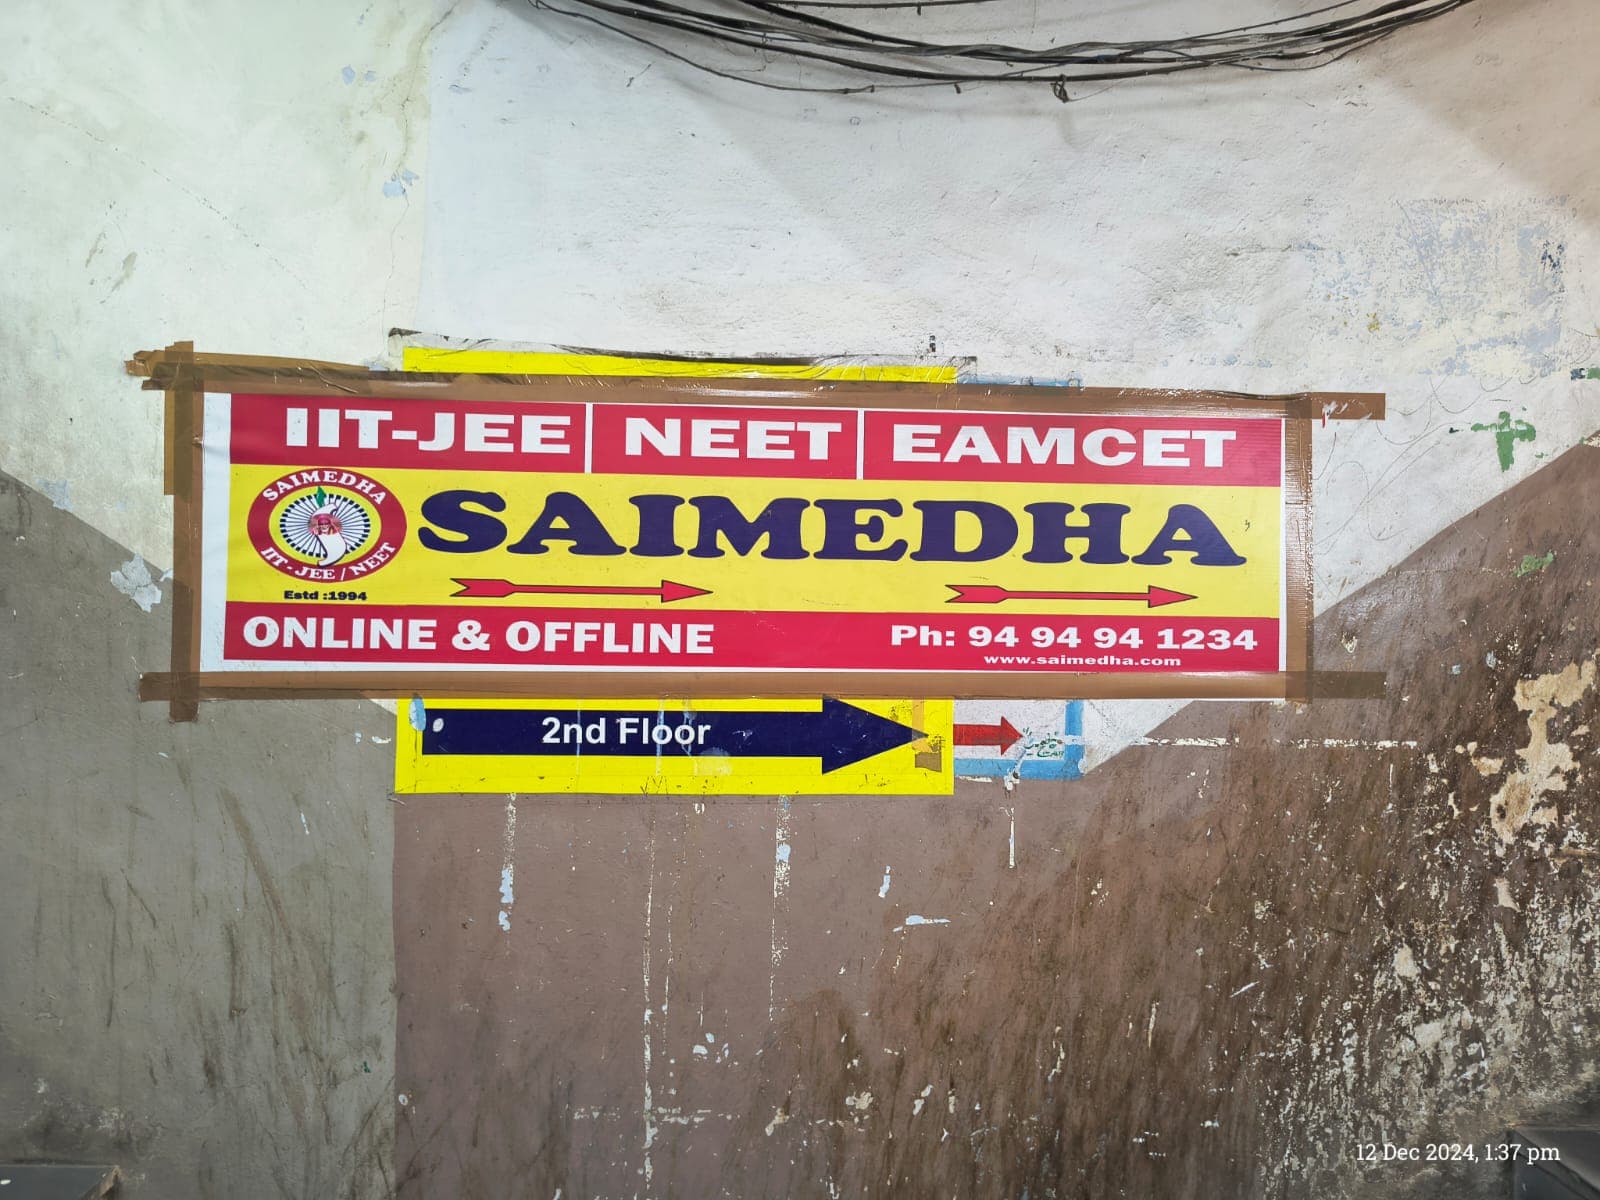 IIT-JEE NEET EAMCET
SAIMEDHA
IIT - JEE / NEET
Estd :1994
SAIMEDHA
ONLINE & OFFLINE
Ph: 94 94 94 1234
www.saimedha.com
2nd Floor
12 Dec 2024, 1:37 pm